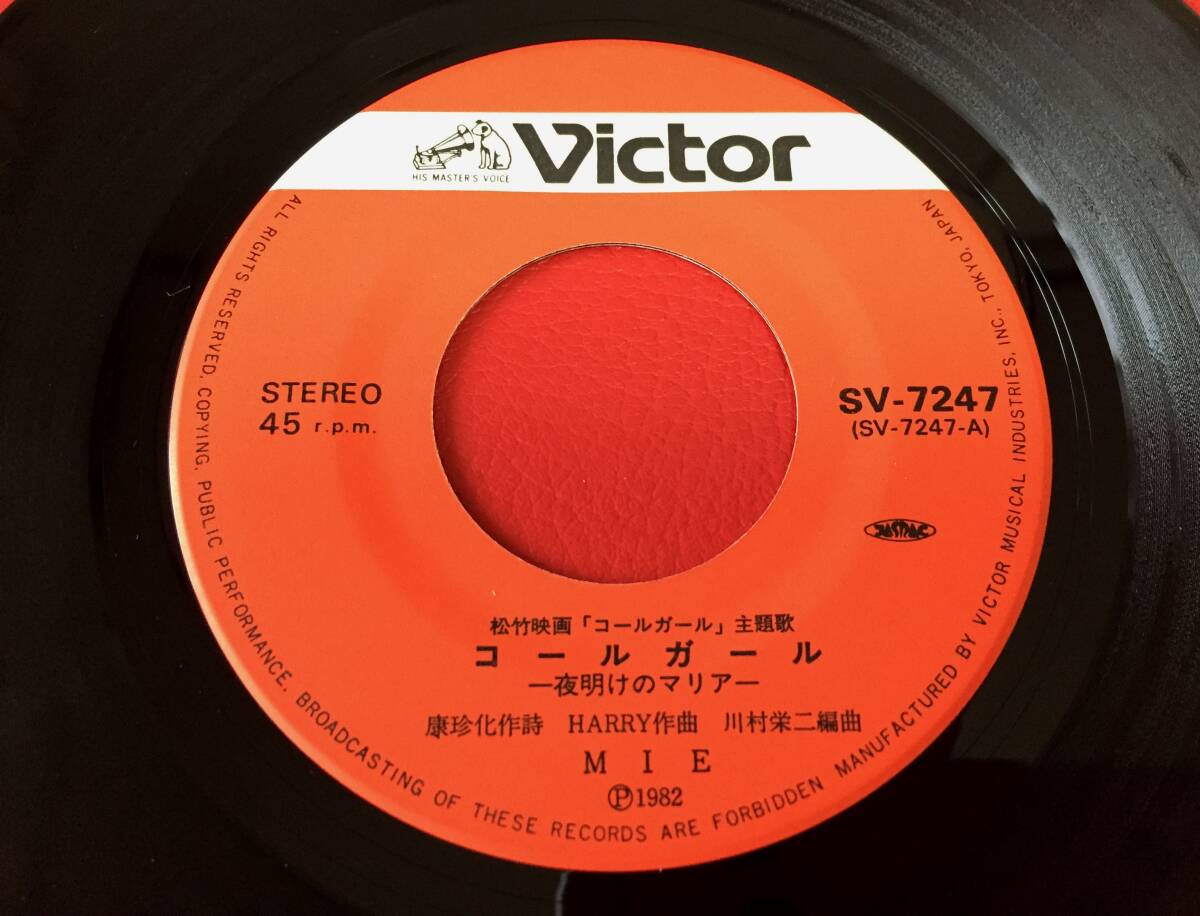 HIS MASTER'S VOICE
Victor
STEREO
45 r.p.m.
SV-7247
(SV-7247-A)
JASRAC
松竹映画「コールガール」主題歌
コールガール
―夜明けのマリア―
康珍化作詩 HARRY作曲 川村栄二編曲
MIE
Ⓟ1982
ALL RIGHTS RESERVED. COPYING, PUBLIC PERFORMANCE, BROADCASTING OF THESE RECORDS ARE FORBIDDEN MANUFACTURED BY VICTOR MUSICAL INDUSTRIES, INC., TOKYO, JAPAN